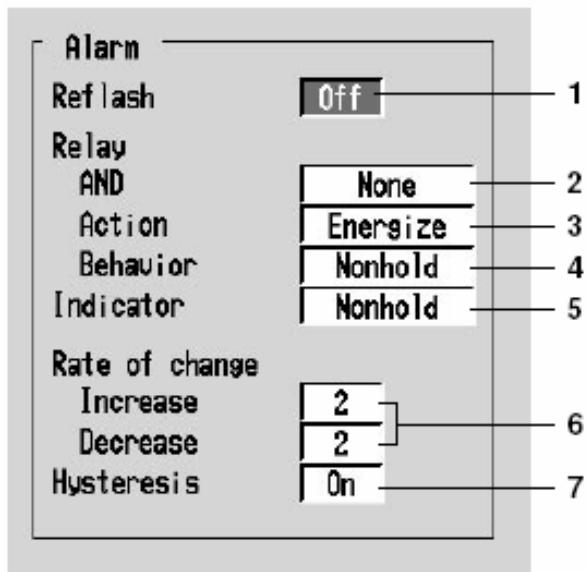 Alarm
Reflash Off 1
Relay
AND None 2
Action Energize 3
Behavior Nonhold 4
Indicator Nonhold 5
Rate of change
Increase 2
6
Decrease 2
Hysteresis On 7